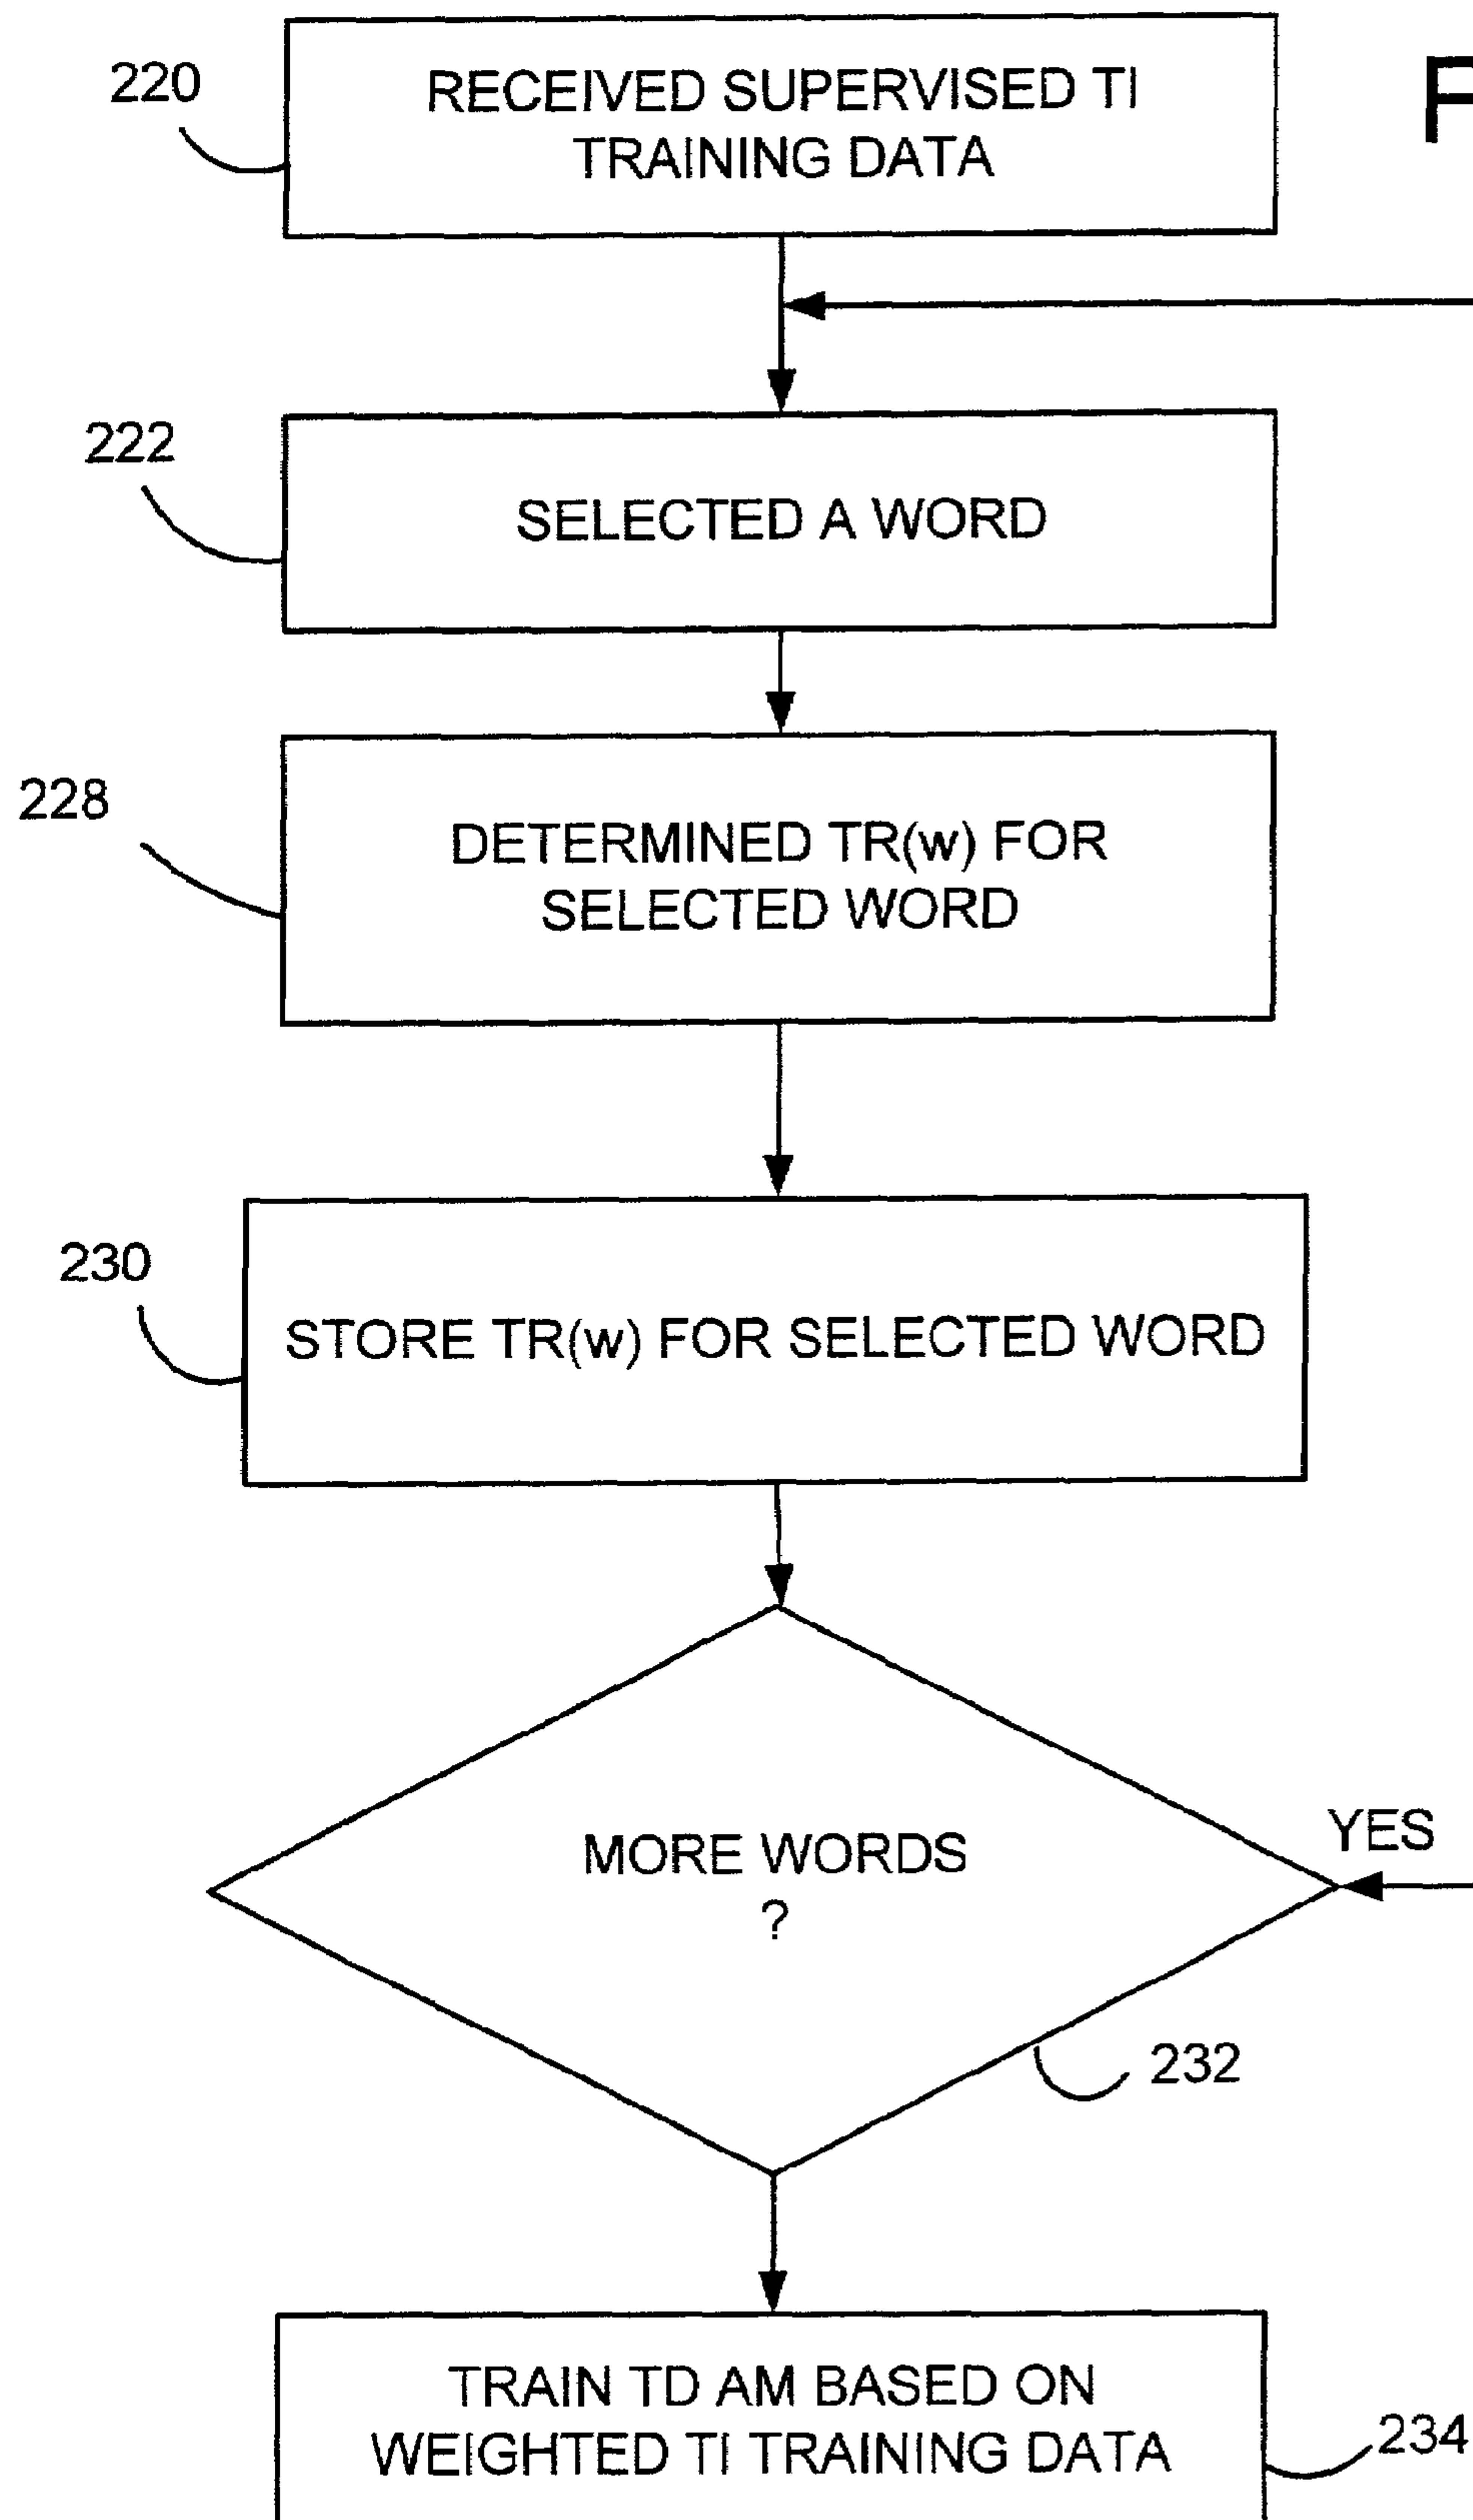 220
RECEIVED SUPERVISED TI
TRAINING DATA
F
222
SELECTED A WORD
228
DETERMINED TR(w) FOR
SELECTED WORD
230
STORE TR(w) FOR SELECTED WORD
YES
MORE WORDS
?
232
TRAIN TD AM BASED ON
WEIGHTED TI TRAINING DATA
234